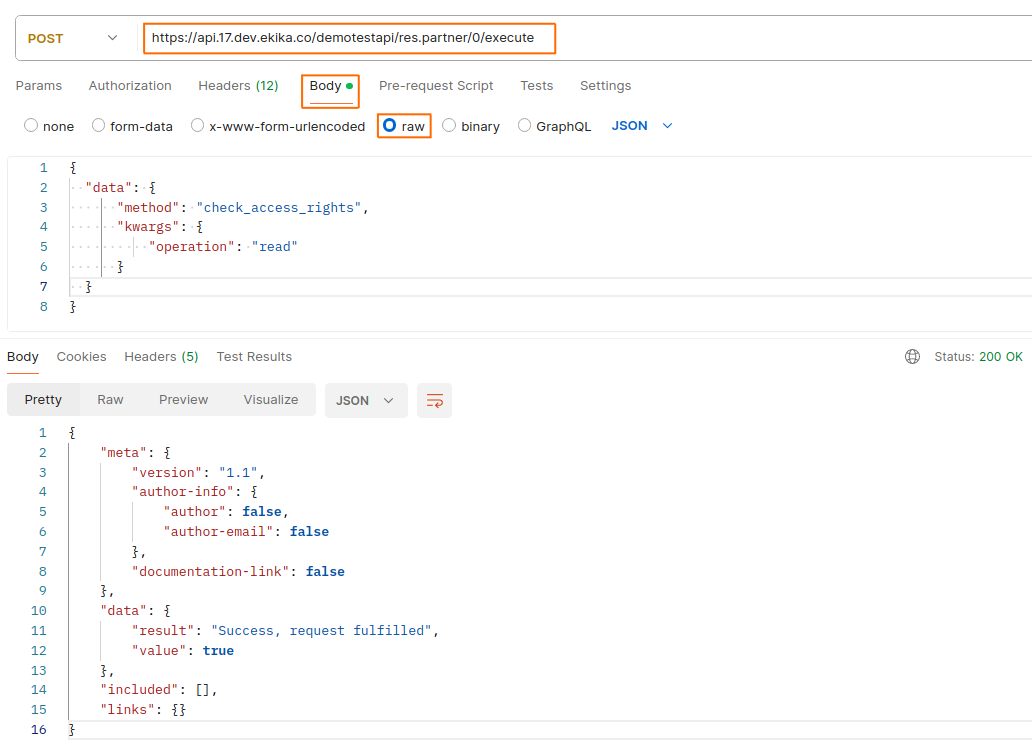 POST https://api.17.dev.ekika.co/demotestapi/res.partner/0/execute
Params Authorization Headers (12) Body Pre-request Script Tests Settings
none form-data x-www-form-urlencoded raw binary GraphQL JSON
1 {
2 "data": {
3 "method": "check_access_rights",
4 "kwargs": {
5 "operation": "read"
6 }
7 }
8 }
Body Cookies Headers (5) Test Results Status: 200 OK
Pretty Raw Preview Visualize JSON
1 {
2 "meta": {
3 "version": "1.1",
4 "author-info": {
5 "author": false,
6 "author-email": false
7 },
8 "documentation-link": false
9 },
10 "data": {
11 "result": "Success, request fulfilled",
12 "value": true
13 },
14 "included": [],
15 "links": {}
16 }